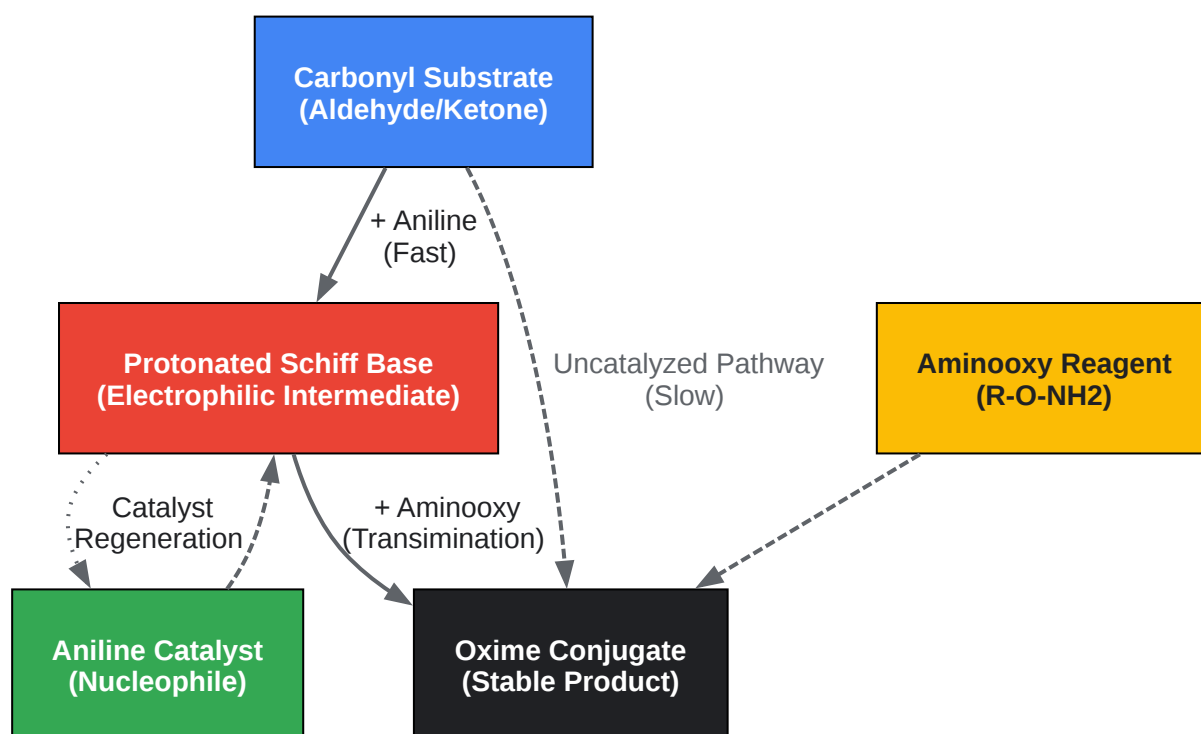 Carbonyl Substrate
(Aldehyde/Ketone)
+ Aniline
(Fast)
Protonated Schiff Base
(Electrophilic Intermediate)
Uncatalyzed Pathway
(Slow)
Aminooxy Reagent
(R-O-NH2)
Catalyst
Regeneration
+ Aminooxy
(Transimination)
Aniline Catalyst
(Nucleophile)
Oxime Conjugate
(Stable Product)